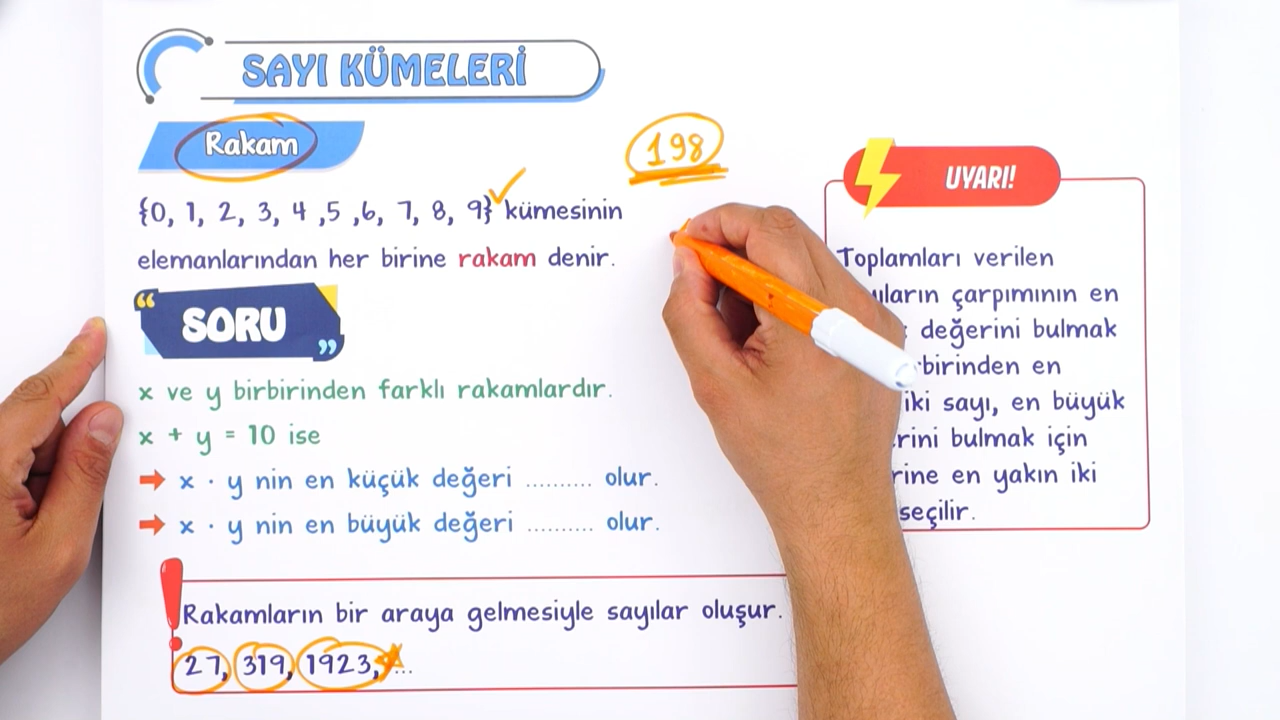 SAYI KÜMELERİ
Rakam
198
{0, 1, 2, 3, 4 ,5 ,6, 7, 8, 9} kümesinin
elemanlarından her birine rakam denir.
SORU
x ve y birbirinden farklı rakamlardır.
x + y = 10 ise
x · y nin en küçük değeri .......... olur.
x · y nin en büyük değeri .......... olur.
Rakamların bir araya gelmesiyle sayılar oluşur.
27, 319, 1923, ...
UYARI!
Toplamları verilen
çarpımının en
değerini bulmak
en
iki sayı, en büyük
bulmak için
en yakın iki
seçilir.